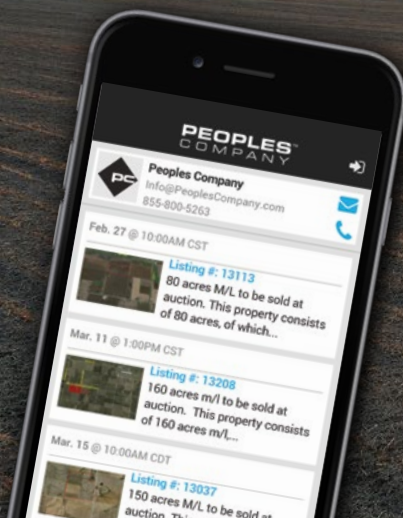 PEOPLES™
COMPANY
PC
Peoples Company
Info@PeoplesCompany.com
855-800-5263
Feb. 27 @ 10:00AM CST
Listing #: 13113
80 acres M/L to be sold at
auction. This property consists
of 80 acres, of which...
Mar. 11 @ 1:00PM CST
Listing #: 13208
160 acres m/l to be sold at
auction. This property consists
of 160 acres m/l,...
Mar. 15 @ 10:00AM CDT
Listing #: 13037
150 acres M/L to be sold at
auction. This